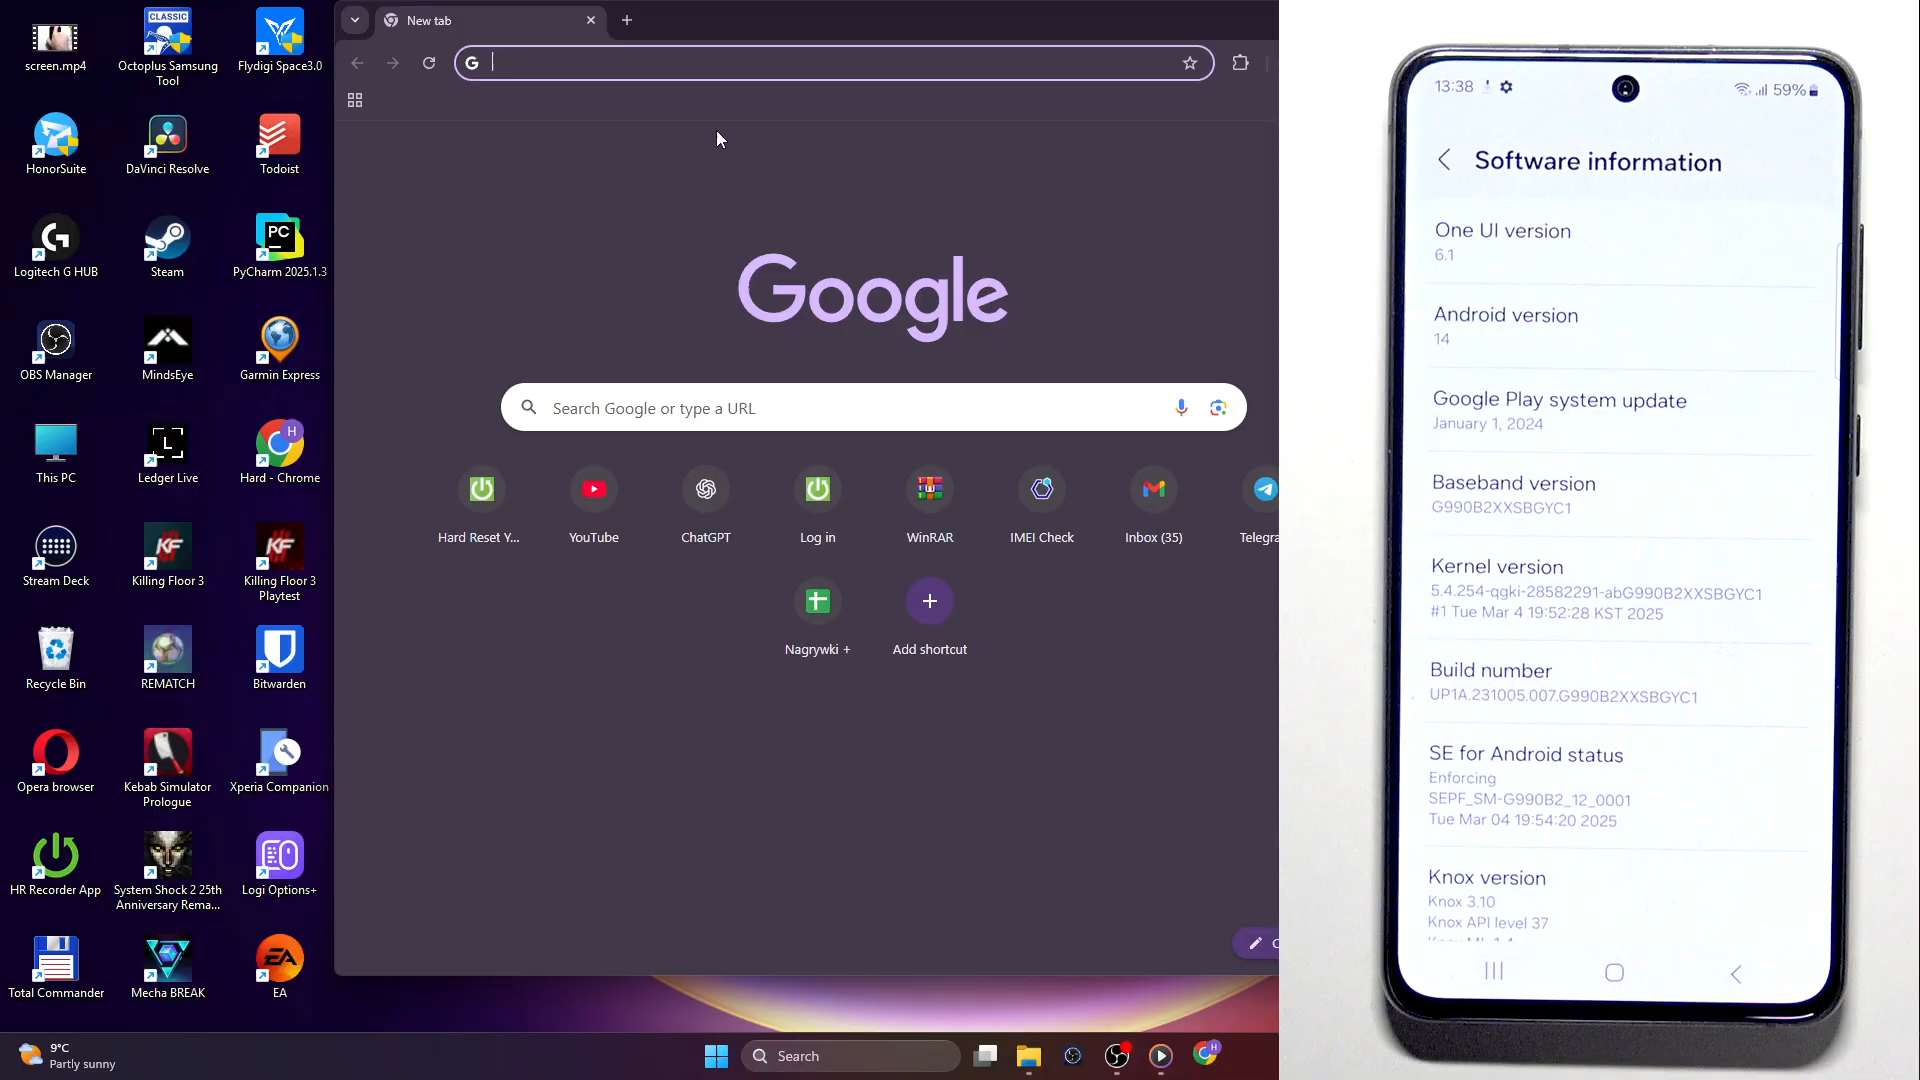 screen.mp4
Octoplus Samsung
Tool
Flydigi Space3.0
HonorSuite
DaVinci Resolve
Todoist
Logitech G HUB
Steam
PyCharm 2025.1.3
OBS Manager
MindsEye
Garmin Express
This PC
Ledger Live
Hard - Chrome
Stream Deck
Killing Floor 3
Killing Floor 3
Playtest
Recycle Bin
REMATCH
Bitwarden
Opera browser
Kebab Simulator
Prologue
Xperia Companion
HR Recorder App
System Shock 2 25th
Anniversary Rema...
Logi Options+
Total Commander
Mecha BREAK
EA
9°C
Partly sunny
New tab
Google
Search Google or type a URL
Hard Reset Y...
YouTube
ChatGPT
Log in
WinRAR
IMEI Check
Inbox (35)
Telegra
Nagrywki +
Add shortcut
Search
13:38
59%
Software information
One UI version
6.1
Android version
14
Google Play system update
January 1, 2024
Baseband version
G990B2XXSBGYC1
Kernel version
5.4.254-qgki-28582291-abG990B2XXSBGYC1
#1 Tue Mar 4 19:52:28 KST 2025
Build number
UP1A.231005.007.G990B2XXSBGYC1
SE for Android status
Enforcing
SEPF_SM-G990B2_12_0001
Tue Mar 04 19:54:20 2025
Knox version
Knox 3.10
Knox API level 37